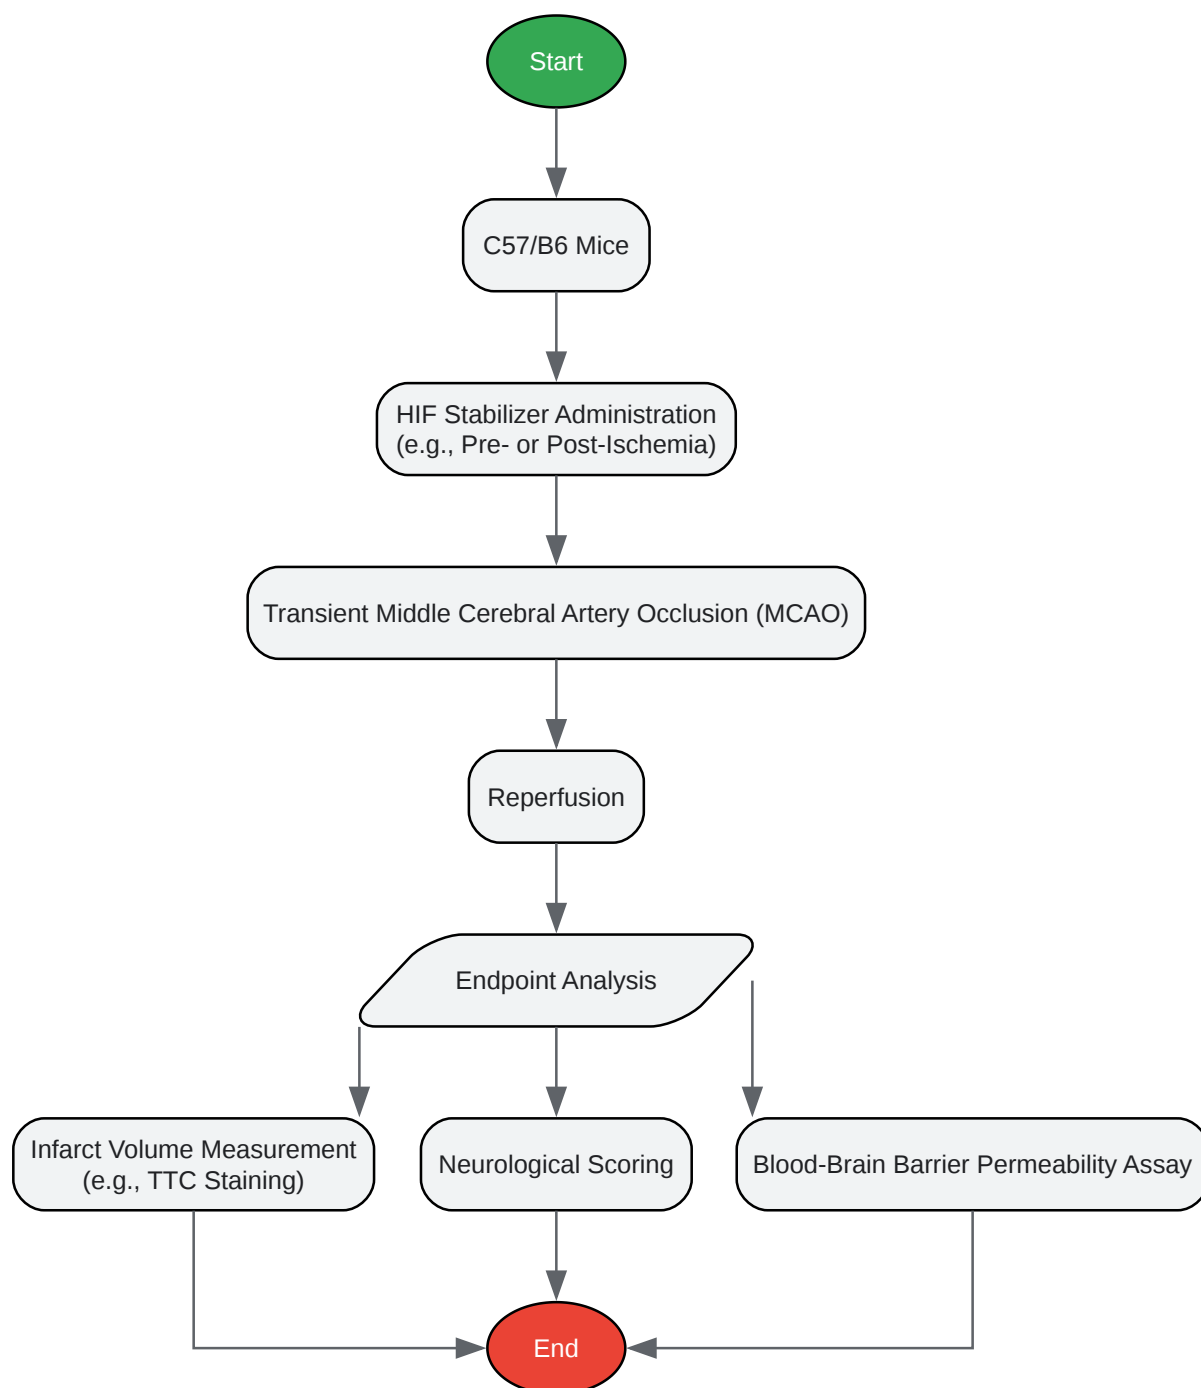 Start
C57/B6 Mice
HIF Stabilizer Administration
(e.g., Pre- or Post-Ischemia)
Transient Middle Cerebral Artery Occlusion (MCAO)
Reperfusion
Endpoint Analysis
Infarct Volume Measurement
(e.g., TTC Staining)
Neurological Scoring
Blood-Brain Barrier Permeability Assay
End